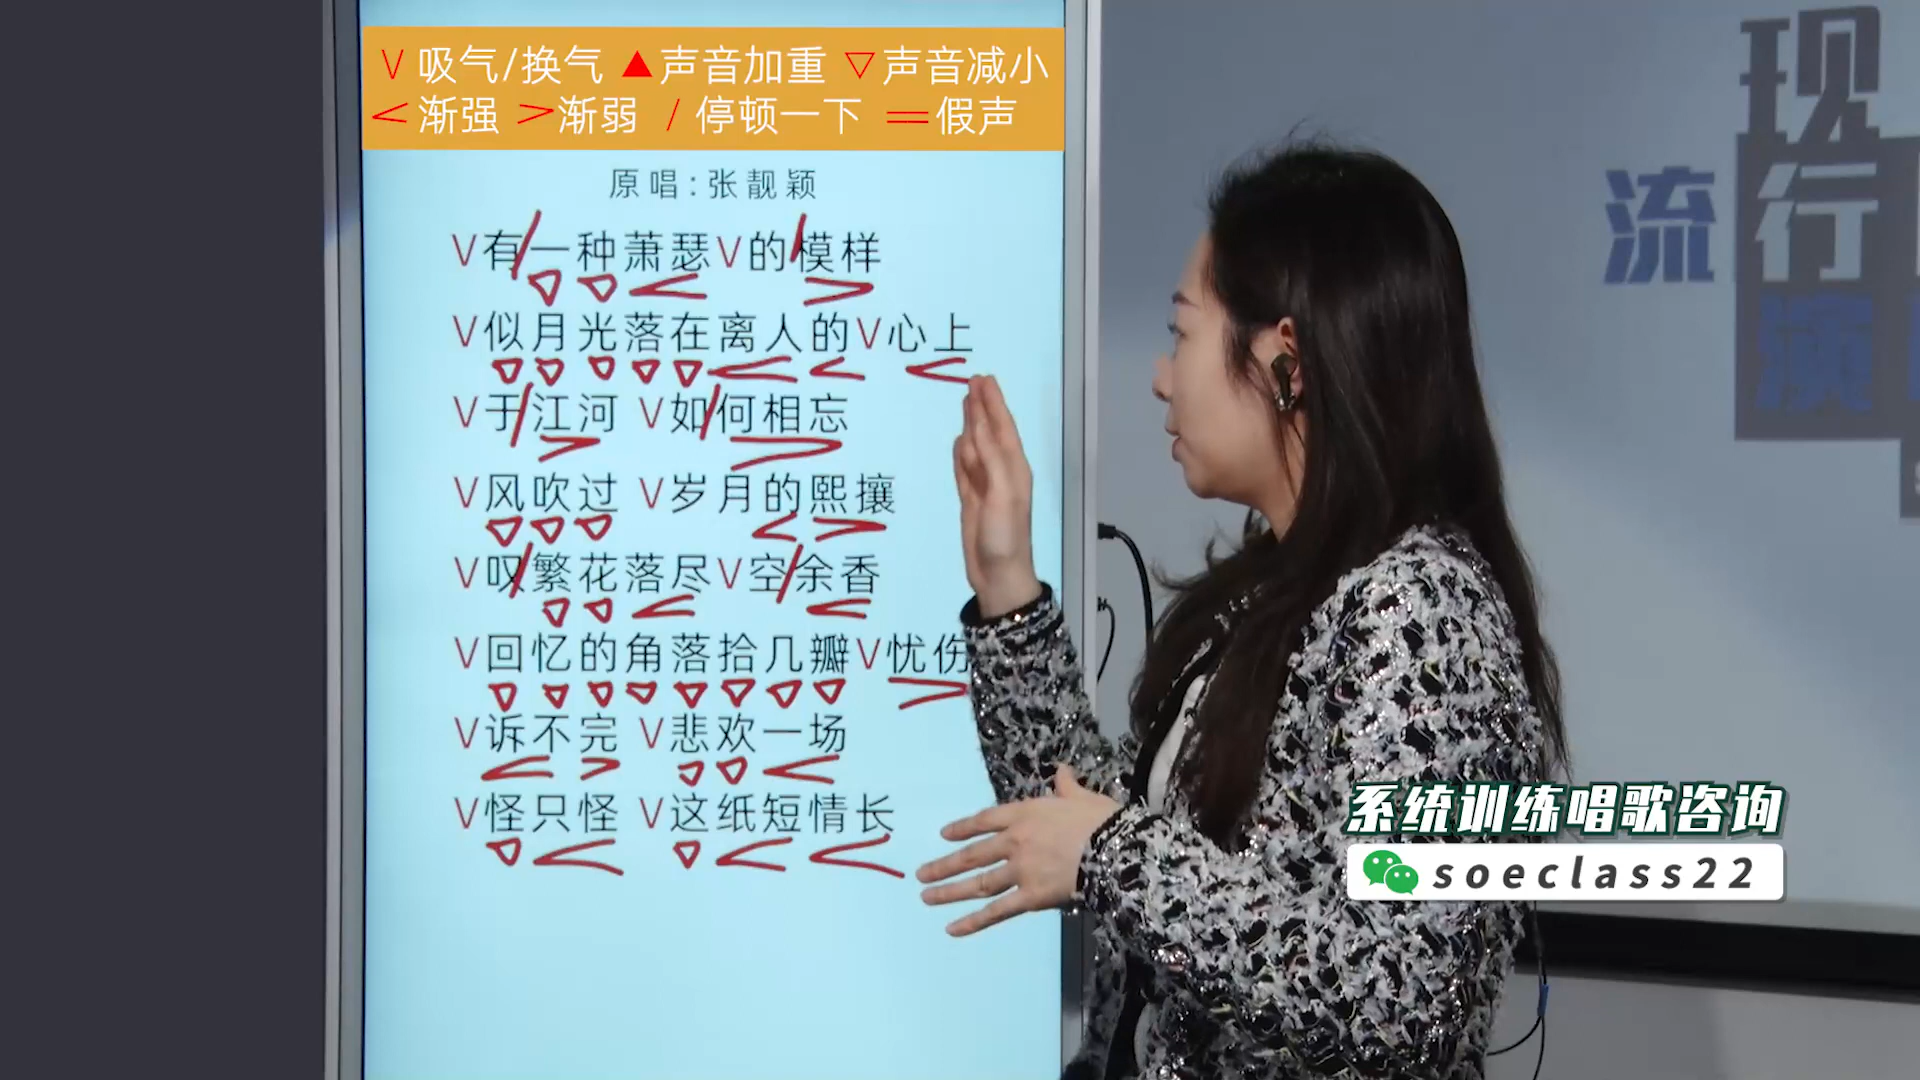 V 吸气/换气 ▲声音加重 ▽声音减小
< 渐强 >渐弱 / 停顿一下 =假声
原唱:张靓颖
V有/一种萧瑟V的/模样
V似月光落在离人的V心上
V于/江河 V如/何相忘
V风吹过 V岁月的熙攘
V叹/繁花落尽V空/余香
V回忆的角落拾几瓣V忧伤
V诉不完 V悲欢一场
V怪只怪 V这纸短情长
现
流行
演
系统训练唱歌咨询
soeclass22